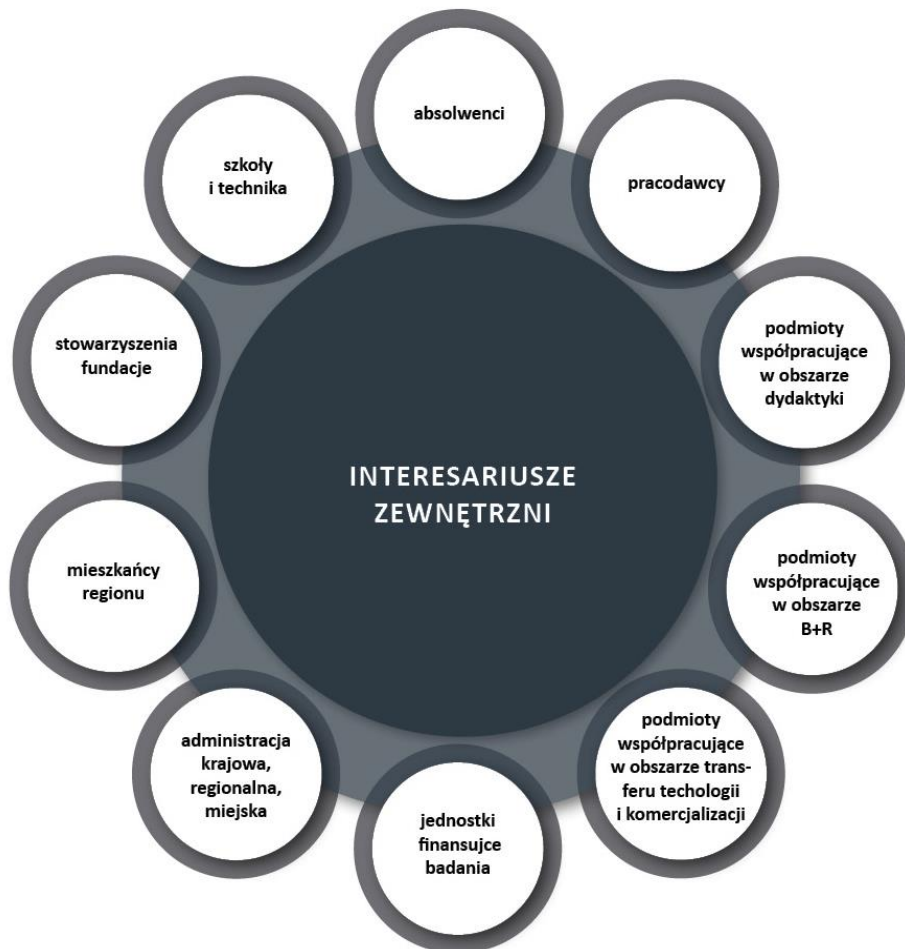 absolwenci
pracodawcy
podmioty
współpracujące
w obszarze
dydaktyki
podmioty
współpracujące
w obszarze
B+R
podmioty
współpracujące
w obszarze trans-
feru techologii
i komercjalizacji
jednostki
finansujce
badania
administracja
krajowa,
regionalna,
miejska
mieszkańcy
regionu
stowarzyszenia
fundacje
szkoły
i technika
INTERESARIUSZE
ZEWNĘTRZNI